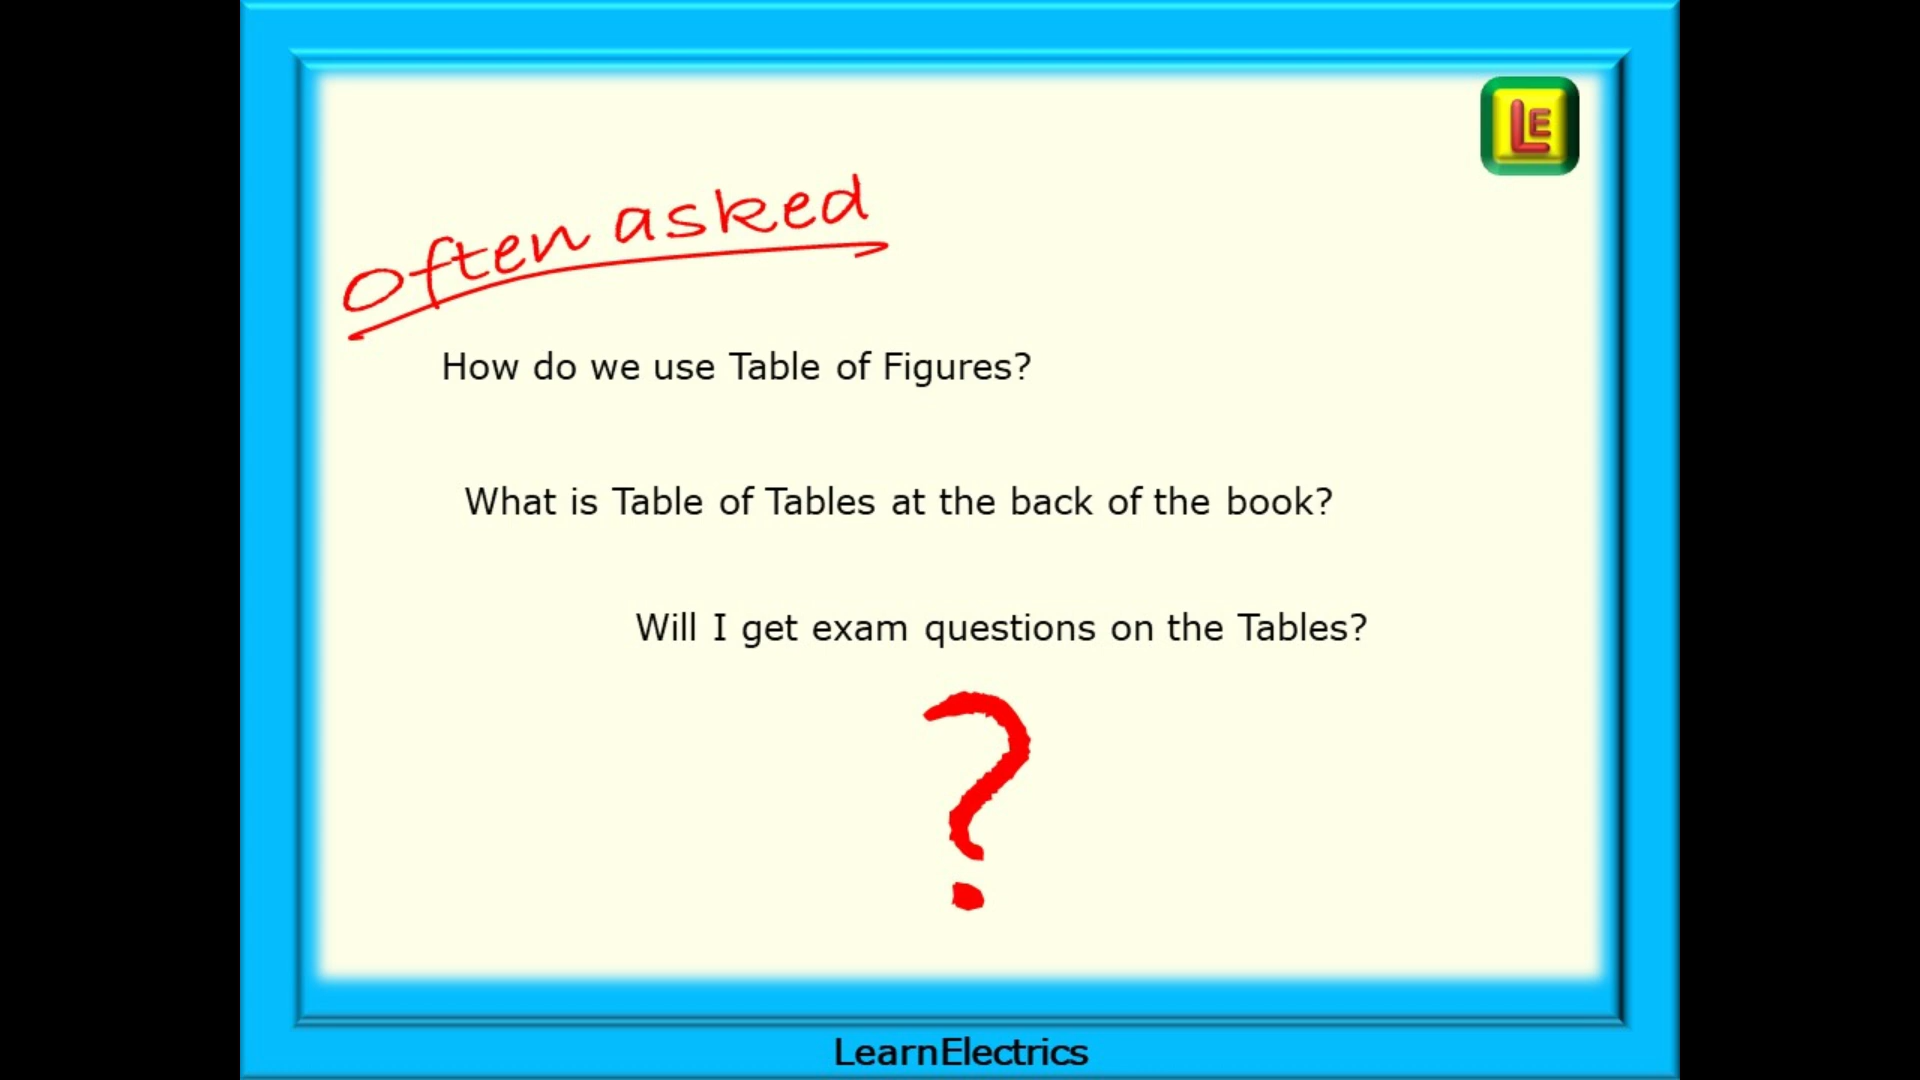 LE
often asked
How do we use Table of Figures?
What is Table of Tables at the back of the book?
Will I get exam questions on the Tables?
?
LearnElectrics